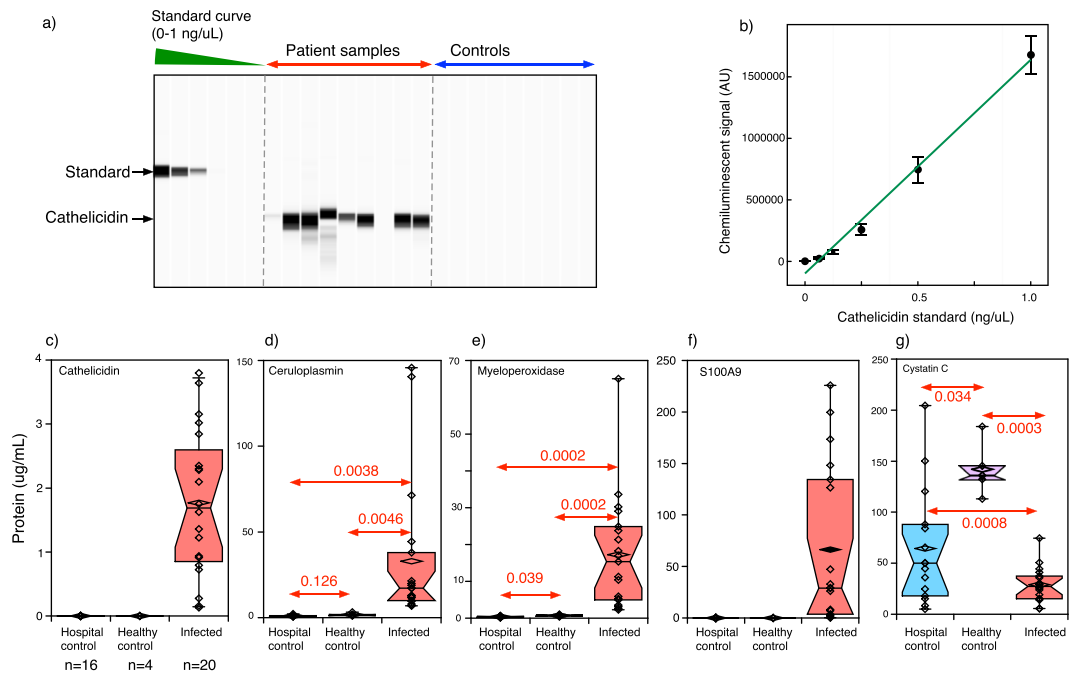 a)
Standard curve
(0-1 ng/uL)
Patient samples
Controls
Standard
Cathelicidin
b)
Chemiluminescent signal (AU)
1500000
1000000
500000
0
0
0.5
1.0
Cathelicidin standard (ng/uL)
c)
Cathelicidin
Protein (ug/mL)
4
3
2
1
0
Hospital
control
Healthy
control
Infected
n=16
n=4
n=20
d)
Ceruloplasmin
150
100
50
0
0.0038
0.0046
0.126
Hospital
control
Healthy
control
Infected
e)
Myeloperoxidase
70
50
30
10
0
0.0002
0.0002
0.039
Hospital
control
Healthy
control
Infected
f)
S100A9
250
200
150
100
50
0
Hospital
control
Healthy
control
Infected
g)
Cystatin C
250
200
150
100
50
0
0.034
0.0003
0.0008
Hospital
control
Healthy
control
Infected